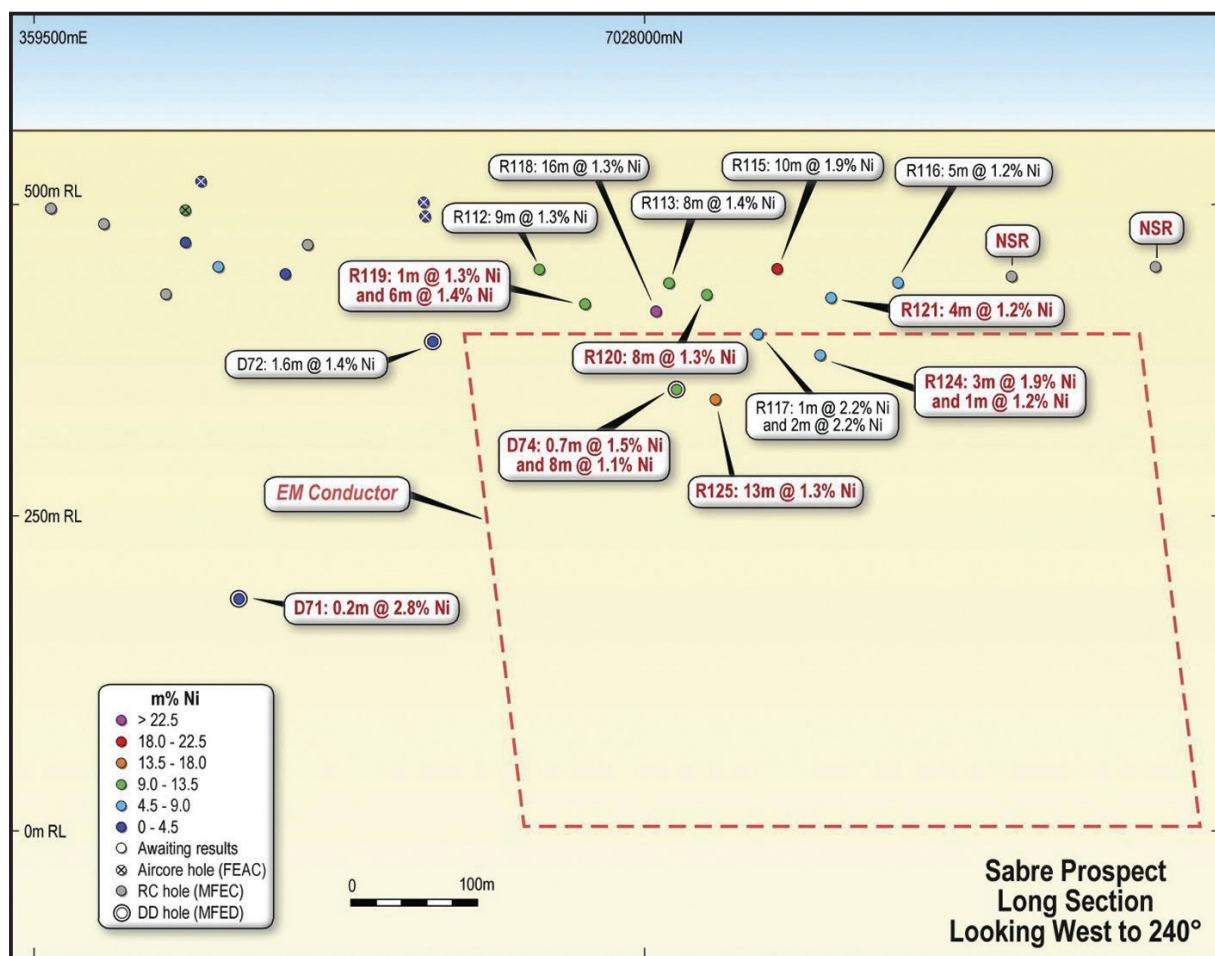 359500mE
7028000mN
500m RL
R118: 16m @ 1.3% Ni
R115: 10m @ 1.9% Ni
R116: 5m @ 1.2% Ni
R112: 9m @ 1.3% Ni
R113: 8m @ 1.4% Ni
NSR
NSR
R119: 1m @ 1.3% Ni
and 6m @ 1.4% Ni
R121: 4m @ 1.2% Ni
D72: 1.6m @ 1.4% Ni
R120: 8m @ 1.3% Ni
R124: 3m @ 1.9% Ni
and 1m @ 1.2% Ni
R117: 1m @ 2.2% Ni
and 2m @ 2.2% Ni
D74: 0.7m @ 1.5% Ni
and 8m @ 1.1% Ni
R125: 13m @ 1.3% Ni
EM Conductor
250m RL
D71: 0.2m @ 2.8% Ni
m% Ni
> 22.5
18.0 - 22.5
13.5 - 18.0
9.0 - 13.5
4.5 - 9.0
0 - 4.5
Awaiting results
Aircore hole (FEAC)
RC hole (MFEC)
DD hole (MFED)
0m RL
0
100m
Sabre Prospect
Long Section
Looking West to 240°